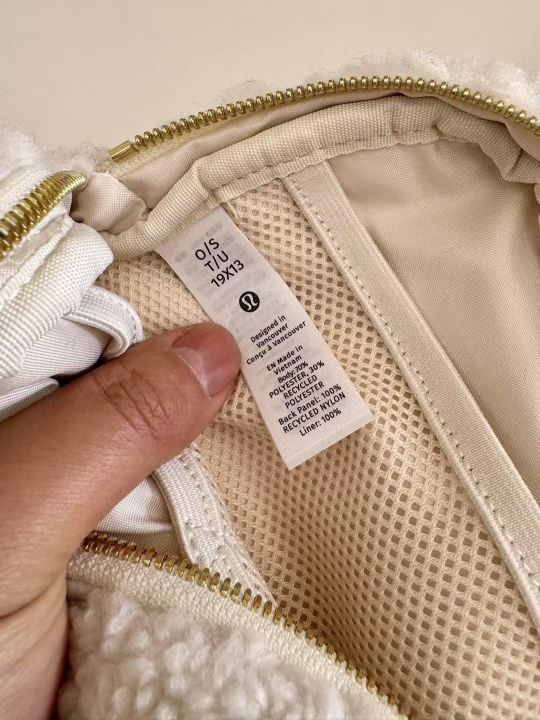 O/S
T/U
19X13
Designed in
Vancouver
Conçu à Vancouver
EN Made in
Vietnam
Body: 70%
POLYESTER, 30%
RECYCLED
POLYESTER
Back Panel: 100%
RECYCLED NYLON
Liner: 100%